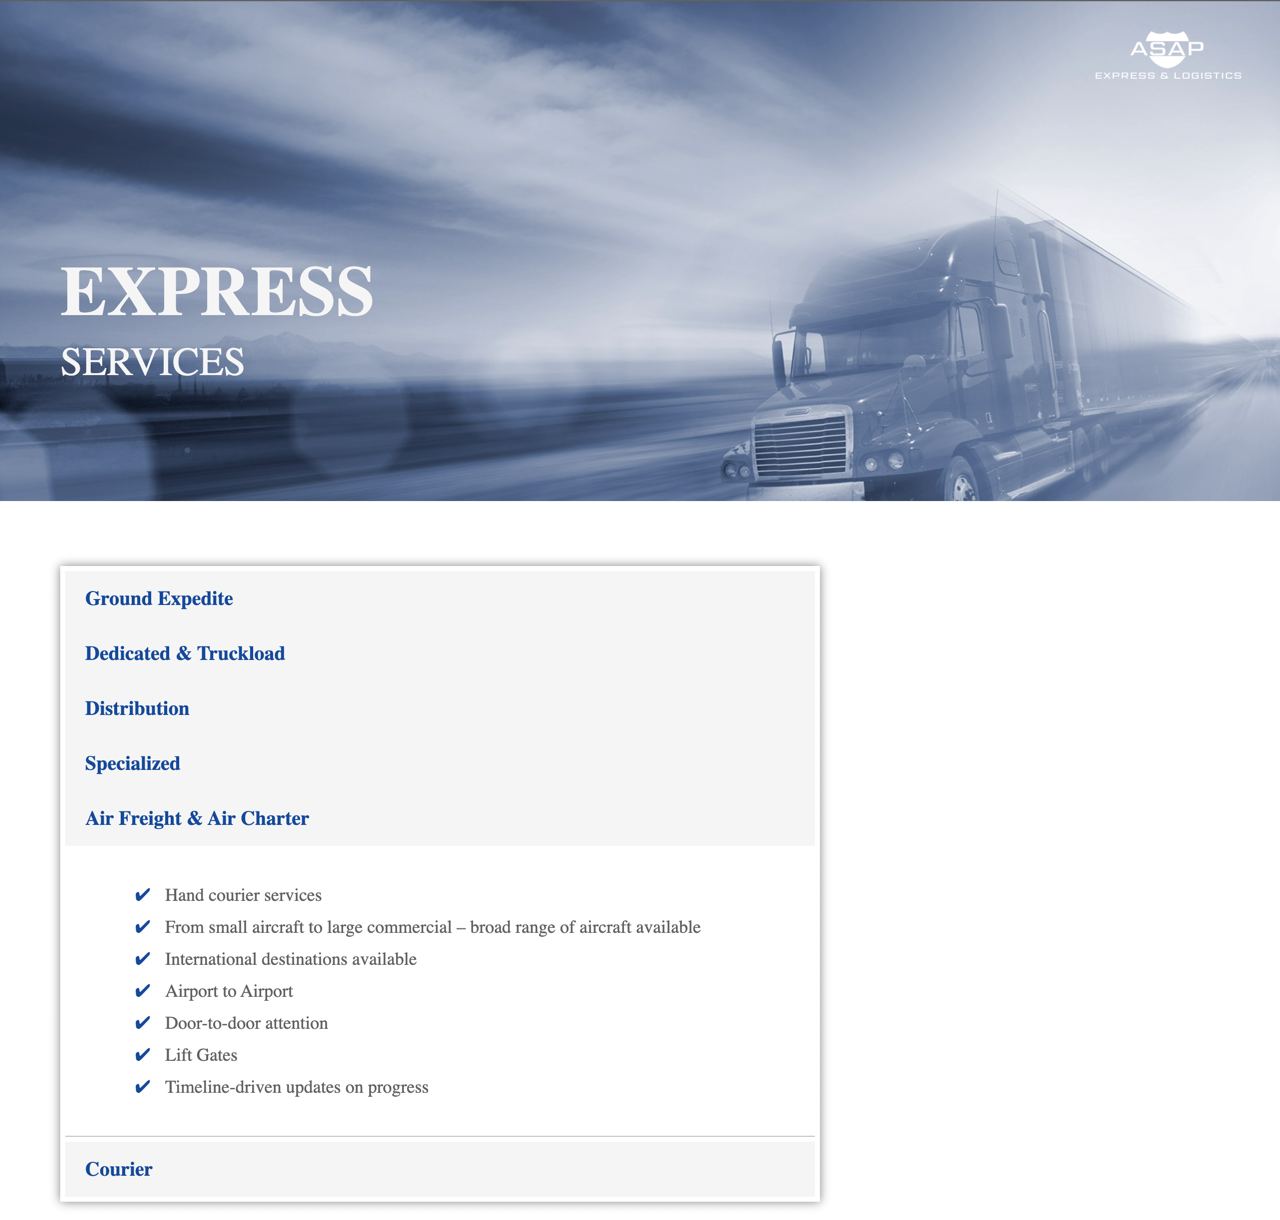 ASAP
EXPRESS & LOGISTICS
EXPRESS
SERVICES
Ground Expedite
Dedicated & Truckload
Distribution
Specialized
Air Freight & Air Charter
✔ Hand courier services
✔ From small aircraft to large commercial – broad range of aircraft available
✔ International destinations available
✔ Airport to Airport
✔ Door-to-door attention
✔ Lift Gates
✔ Timeline-driven updates on progress
Courier